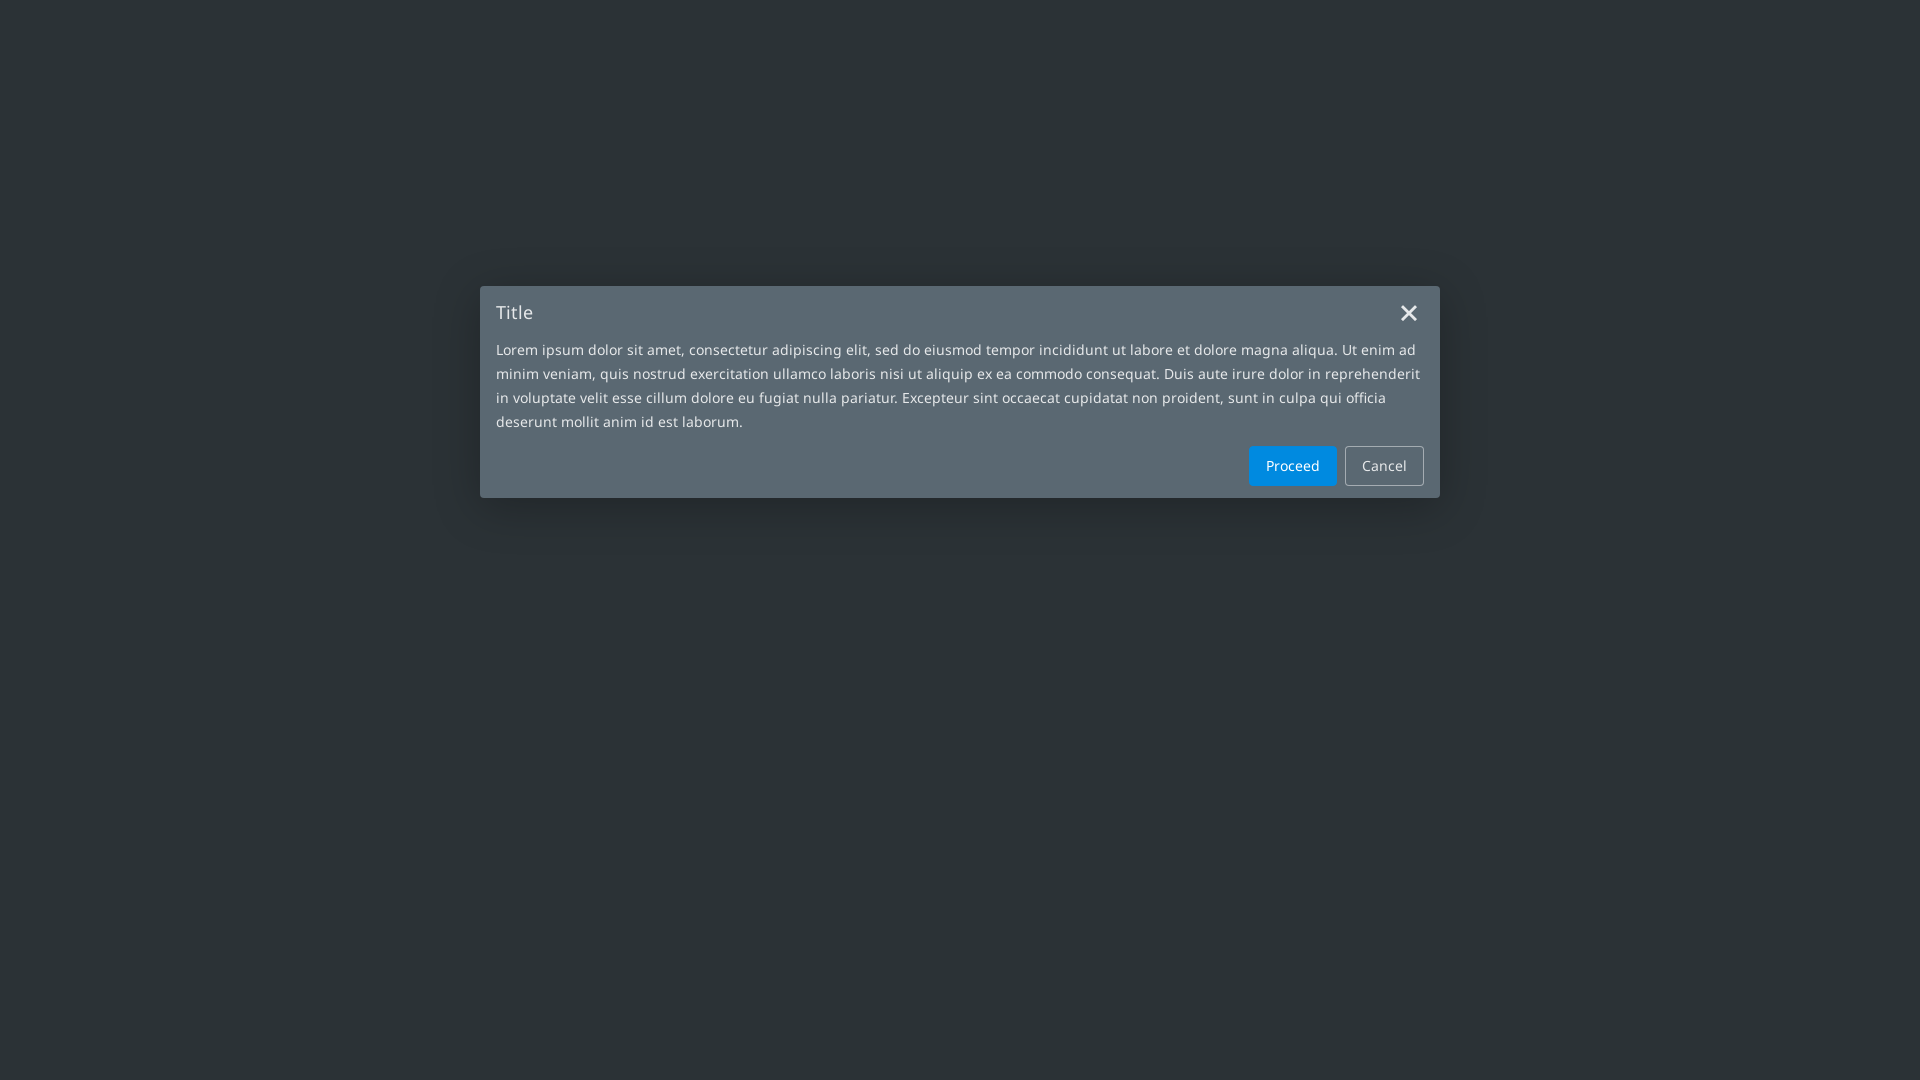 Title
Lorem ipsum dolor sit amet, consectetur adipiscing elit, sed do eiusmod tempor incididunt ut labore et dolore magna aliqua. Ut enim ad
minim veniam, quis nostrud exercitation ullamco laboris nisi ut aliquip ex ea commodo consequat. Duis aute irure dolor in reprehenderit
in voluptate velit esse cillum dolore eu fugiat nulla pariatur. Excepteur sint occaecat cupidatat non proident, sunt in culpa qui officia
deserunt mollit anim id est laborum.
Proceed Cancel